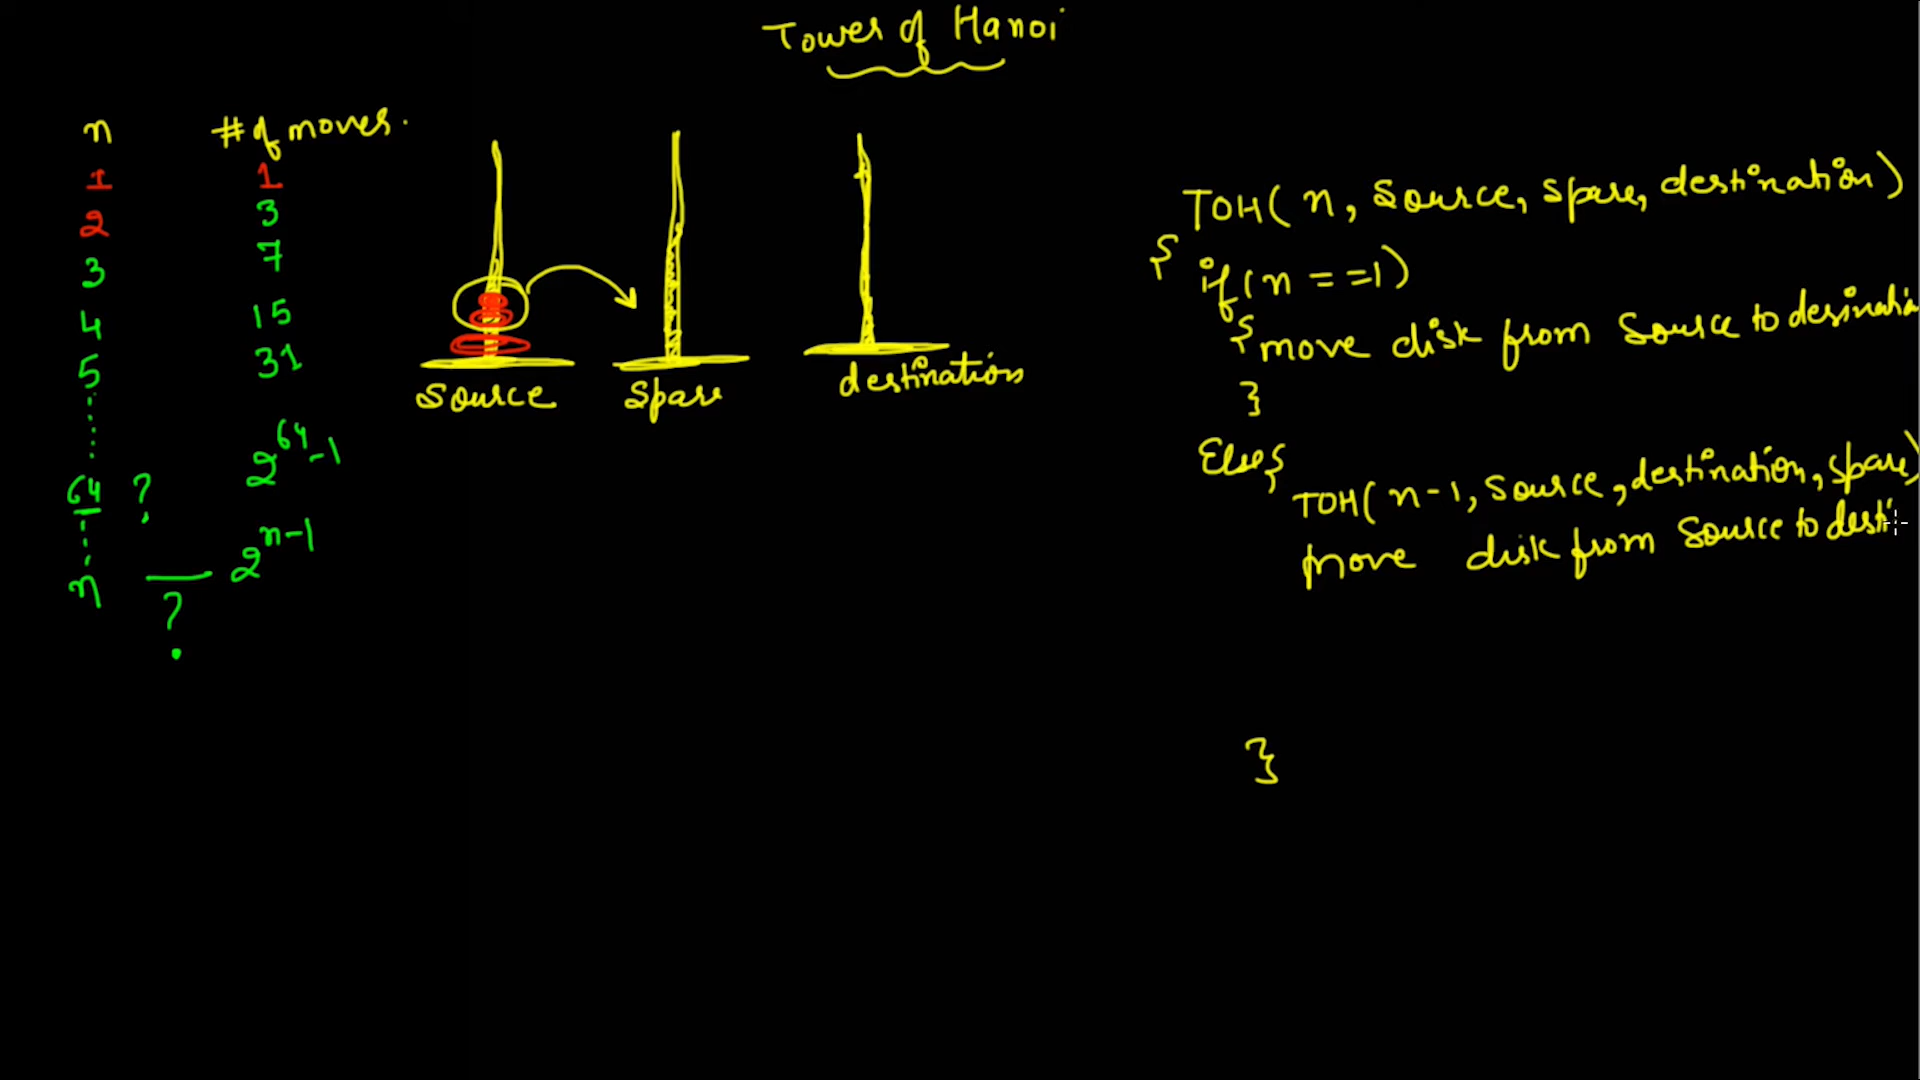 Tower of Hanoi
n # of moves.
1 1
2 3
3 7
4 15
5 31
64 ? 2^64-1
n 2^n-1
?
Source Spare destination
TOH( n, Source, Spare, destination)
{
if(n==1)
{move disk from Source to desination
}
Else{
TOH(n-1, Source, destination, spare)
move disk from Source to desti
}